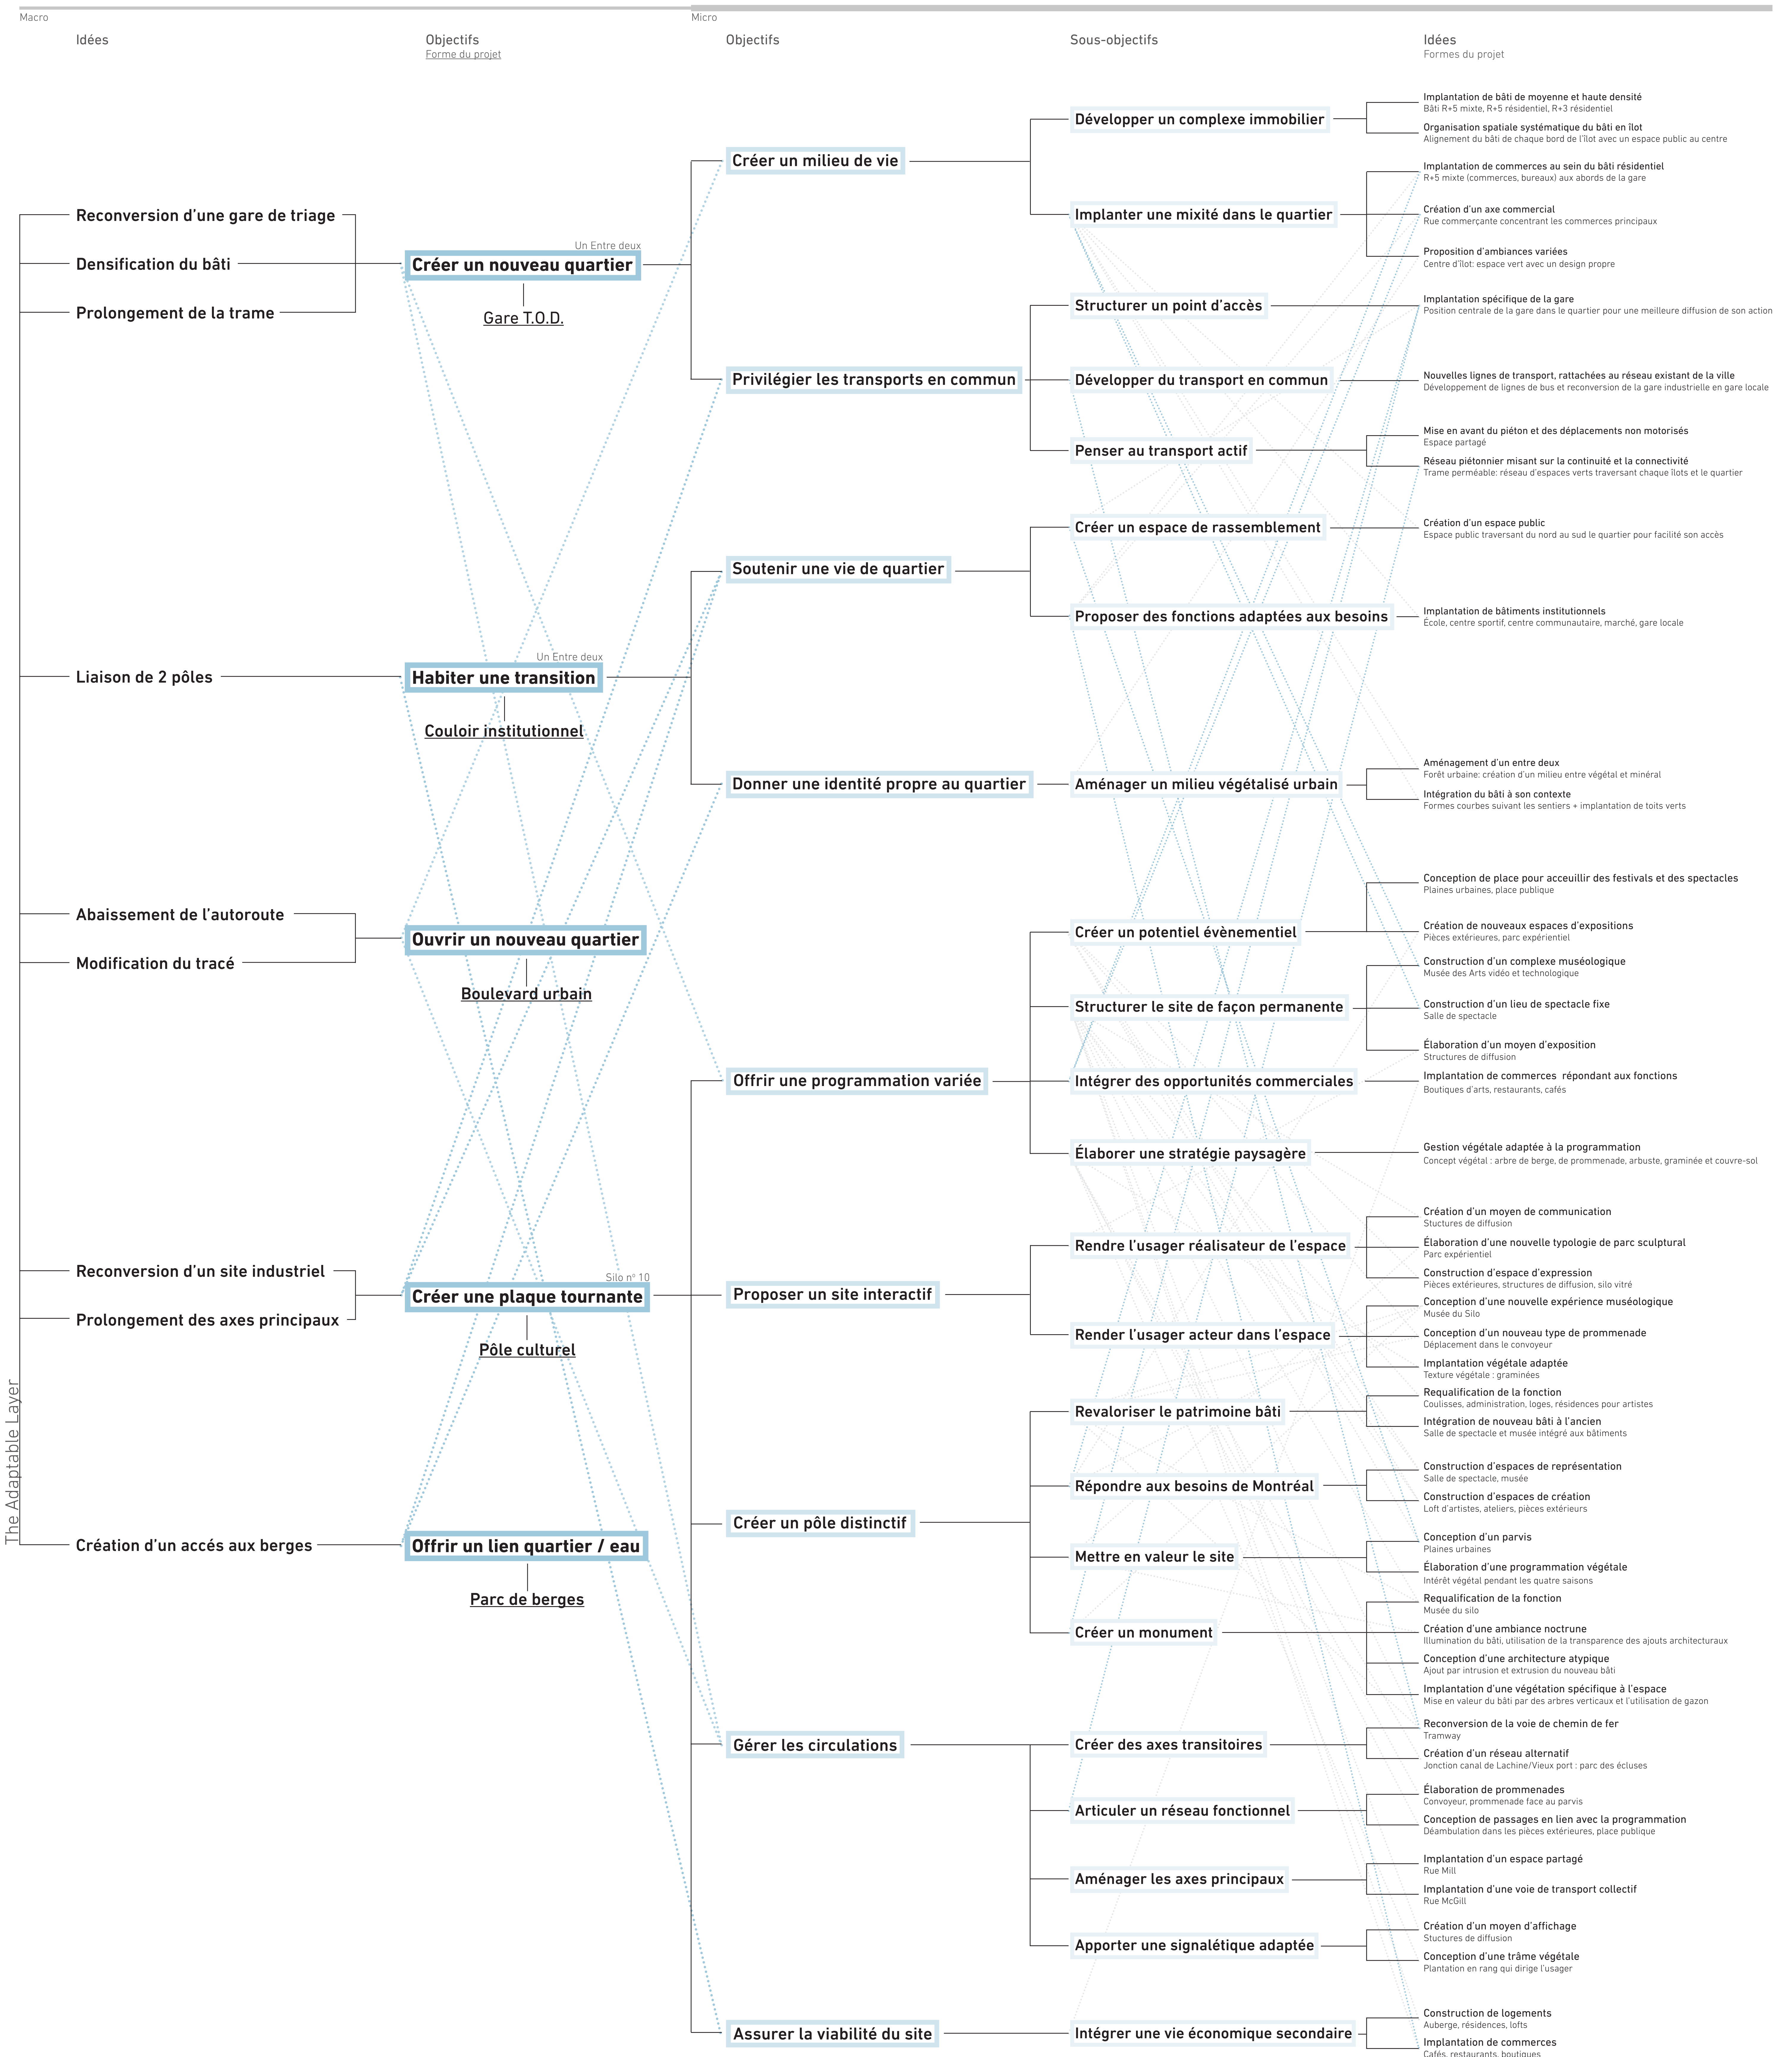 Macro
Micro
Idées
Objectifs
Forme du projet
Objectifs
Sous-objectifs
Idées
Formes du projet
The Adaptable Layer
Reconversion d'une gare de triage
Densification du bâti
Prolongement de la trame
Un Entre deux
Créer un nouveau quartier
Gare T.O.D.
Liaison de 2 pôles
Un Entre deux
Habiter une transition
Couloir institutionnel
Abaissement de l'autoroute
Modification du tracé
Ouvrir un nouveau quartier
Boulevard urbain
Reconversion d'un site industriel
Prolongement des axes principaux
Silo nº 10
Créer une plaque tournante
Pôle culturel
Création d'un accés aux berges
Offrir un lien quartier / eau
Parc de berges
Créer un milieu de vie
Privilégier les transports en commun
Soutenir une vie de quartier
Donner une identité propre au quartier
Offrir une programmation variée
Proposer un site interactif
Créer un pôle distinctif
Gérer les circulations
Assurer la viabilité du site
Développer un complexe immobilier
Implanter une mixité dans le quartier
Structurer un point d'accès
Développer du transport en commun
Penser au transport actif
Créer un espace de rassemblement
Proposer des fonctions adaptées aux besoins
Aménager un milieu végétalisé urbain
Créer un potentiel évènementiel
Structurer le site de façon permanente
Intégrer des opportunités commerciales
Élaborer une stratégie paysagère
Rendre l'usager réalisateur de l'espace
Render l'usager acteur dans l'espace
Revaloriser le patrimoine bâti
Répondre aux besoins de Montréal
Mettre en valeur le site
Créer un monument
Créer des axes transitoires
Articuler un réseau fonctionnel
Aménager les axes principaux
Apporter une signalétique adaptée
Intégrer une vie économique secondaire
Implantation de bâti de moyenne et haute densité
Bâti R+5 mixte, R+5 résidentiel, R+3 résidentiel
Organisation spatiale systématique du bâti en îlot
Alignement du bâti de chaque bord de l'îlot avec un espace public au centre
Implantation de commerces au sein du bâti résidentiel
R+5 mixte (commerces, bureaux) aux abords de la gare
Création d'un axe commercial
Rue commerçante concentrant les commerces principaux
Proposition d'ambiances variées
Centre d'îlot: espace vert avec un design propre
Implantation spécifique de la gare
Position centrale de la gare dans le quartier pour une meilleure diffusion de son action
Nouvelles lignes de transport, rattachées au réseau existant de la ville
Développement de lignes de bus et reconversion de la gare industrielle en gare locale
Mise en avant du piéton et des déplacements non motorisés
Espace partagé
Réseau piétonnier misant sur la continuité et la connectivité
Trame perméable: réseau d'espaces verts traversant chaque îlots et le quartier
Création d'un espace public
Espace public traversant du nord au sud le quartier pour facilité son accès
Implantation de bâtiments institutionnels
École, centre sportif, centre communautaire, marché, gare locale
Aménagement d'un entre deux
Forêt urbaine: création d'un milieu entre végétal et minéral
Intégration du bâti à son contexte
Formes courbes suivant les sentiers + implantation de toits verts
Conception de place pour acceuillir des festivals et des spectacles
Plaines urbaines, place publique
Création de nouveaux espaces d'expositions
Pièces extérieures, parc expérientiel
Construction d'un complexe muséologique
Musée des Arts vidéo et technologique
Construction d'un lieu de spectacle fixe
Salle de spectacle
Élaboration d'un moyen d'exposition
Structures de diffusion
Implantation de commerces répondant aux fonctions
Boutiques d'arts, restaurants, cafés
Gestion végétale adaptée à la programmation
Concept végétal : arbre de berge, de prommenade, arbuste, graminée et couvre-sol
Création d'un moyen de communication
Stuctures de diffusion
Élaboration d'une nouvelle typologie de parc sculptural
Parc expérientiel
Construction d'espace d'expression
Pièces extérieures, structures de diffusion, silo vitré
Conception d'une nouvelle expérience muséologique
Musée du Silo
Conception d'un nouveau type de prommenade
Déplacement dans le convoyeur
Implantation végétale adaptée
Texture végétale : graminées
Requalification de la fonction
Coulisses, administration, loges, résidences pour artistes
Intégration de nouveau bâti à l'ancien
Salle de spectacle et musée intégré aux bâtiments
Construction d'espaces de représentation
Salle de spectacle, musée
Construction d'espaces de création
Loft d'artistes, ateliers, pièces extérieurs
Conception d'un parvis
Plaines urbaines
Élaboration d'une programmation végétale
Intérêt végétal pendant les quatre saisons
Requalification de la fonction
Musée du silo
Création d'une ambiance noctrune
Illumination du bâti, utilisation de la transparence des ajouts architecturaux
Conception d'une architecture atypique
Ajout par intrusion et extrusion du nouveau bâti
Implantation d'une végétation spécifique à l'espace
Mise en valeur du bâti par des arbres verticaux et l'utilisation de gazon
Reconversion de la voie de chemin de fer
Tramway
Création d'un réseau alternatif
Jonction canal de Lachine/Vieux port : parc des écluses
Élaboration de prommenades
Convoyeur, prommenade face au parvis
Conception de passages en lien avec la programmation
Déambulation dans les pièces extérieures, place publique
Implantation d'un espace partagé
Rue Mill
Implantation d'une voie de transport collectif
Rue McGill
Création d'un moyen d'affichage
Stuctures de diffusion
Conception d'une trâme végétale
Plantation en rang qui dirige l'usager
Construction de logements
Auberge, résidences, lofts
Implantation de commerces
Cafés, restaurants, boutiques